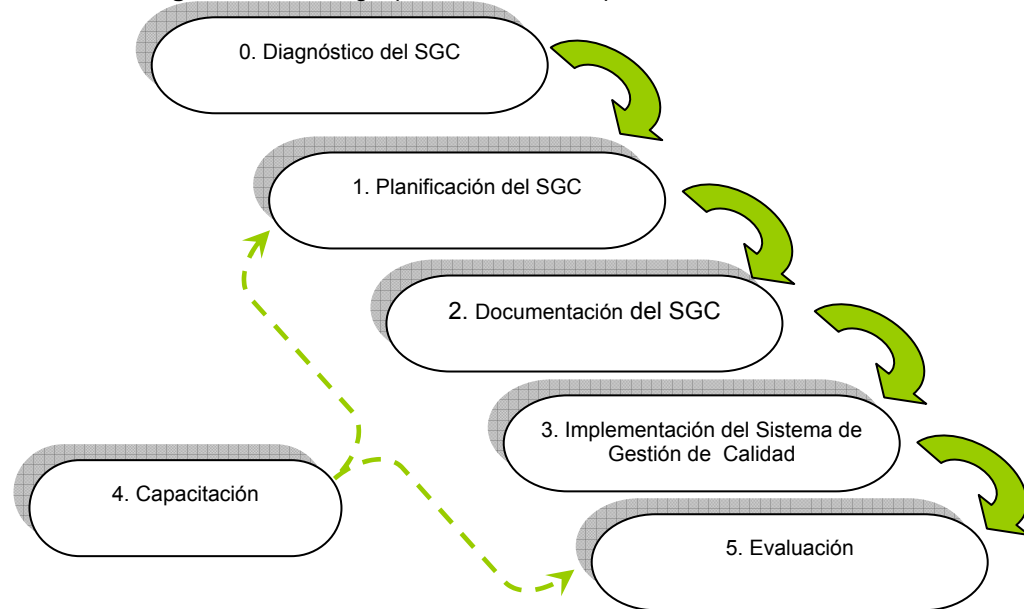 0. Diagnóstico del SGC
1. Planificación del SGC
2. Documentación del SGC
3. Implementación del Sistema de
Gestión de Calidad
4. Capacitación
5. Evaluación